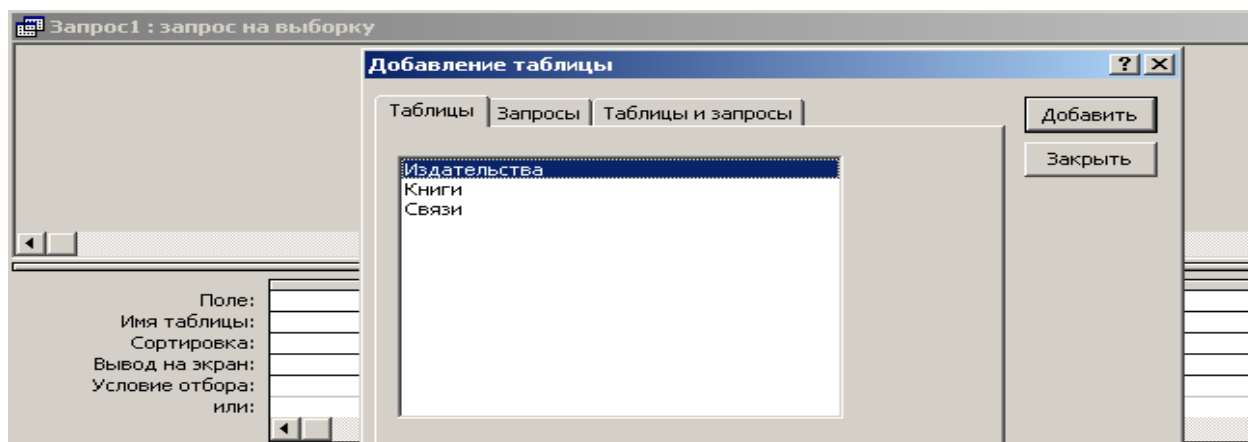 Запрос1 : запрос на выборку
Добавление таблицы
Таблицы Запросы Таблицы и запросы
Добавить
Закрыть
Издательства
Книги
Связи
Поле:
Имя таблицы:
Сортировка:
Вывод на экран:
Условие отбора:
или: